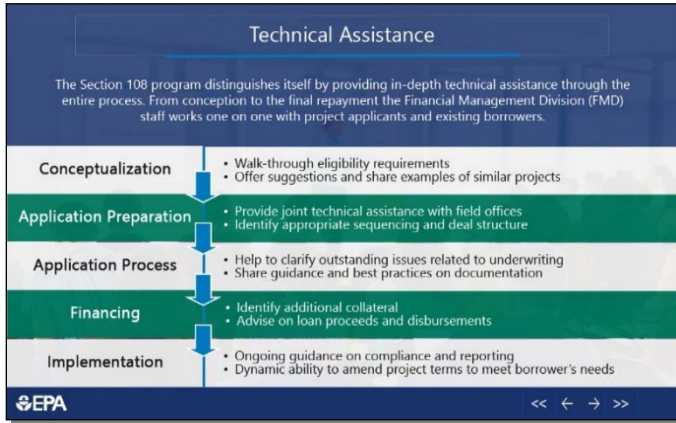 Technical Assistance
The Section 108 program distinguishes itself by providing in-depth technical assistance through the
entire process. From conception to the final repayment the Financial Management Division (FMD)
staff works one on one with project applicants and existing borrowers.
Conceptualization
• Walk-through eligibility requirements
• Offer suggestions and share examples of similar projects
Application Preparation
• Provide joint technical assistance with field offices
• Identify appropriate sequencing and deal structure
Application Process
• Help to clarify outstanding issues related to underwriting
• Share guidance and best practices on documentation
Financing
• Identify additional collateral
• Advise on loan proceeds and disbursements
Implementation
• Ongoing guidance on compliance and reporting
• Dynamic ability to amend project terms to meet borrower's needs
EPA
<< ← → >>